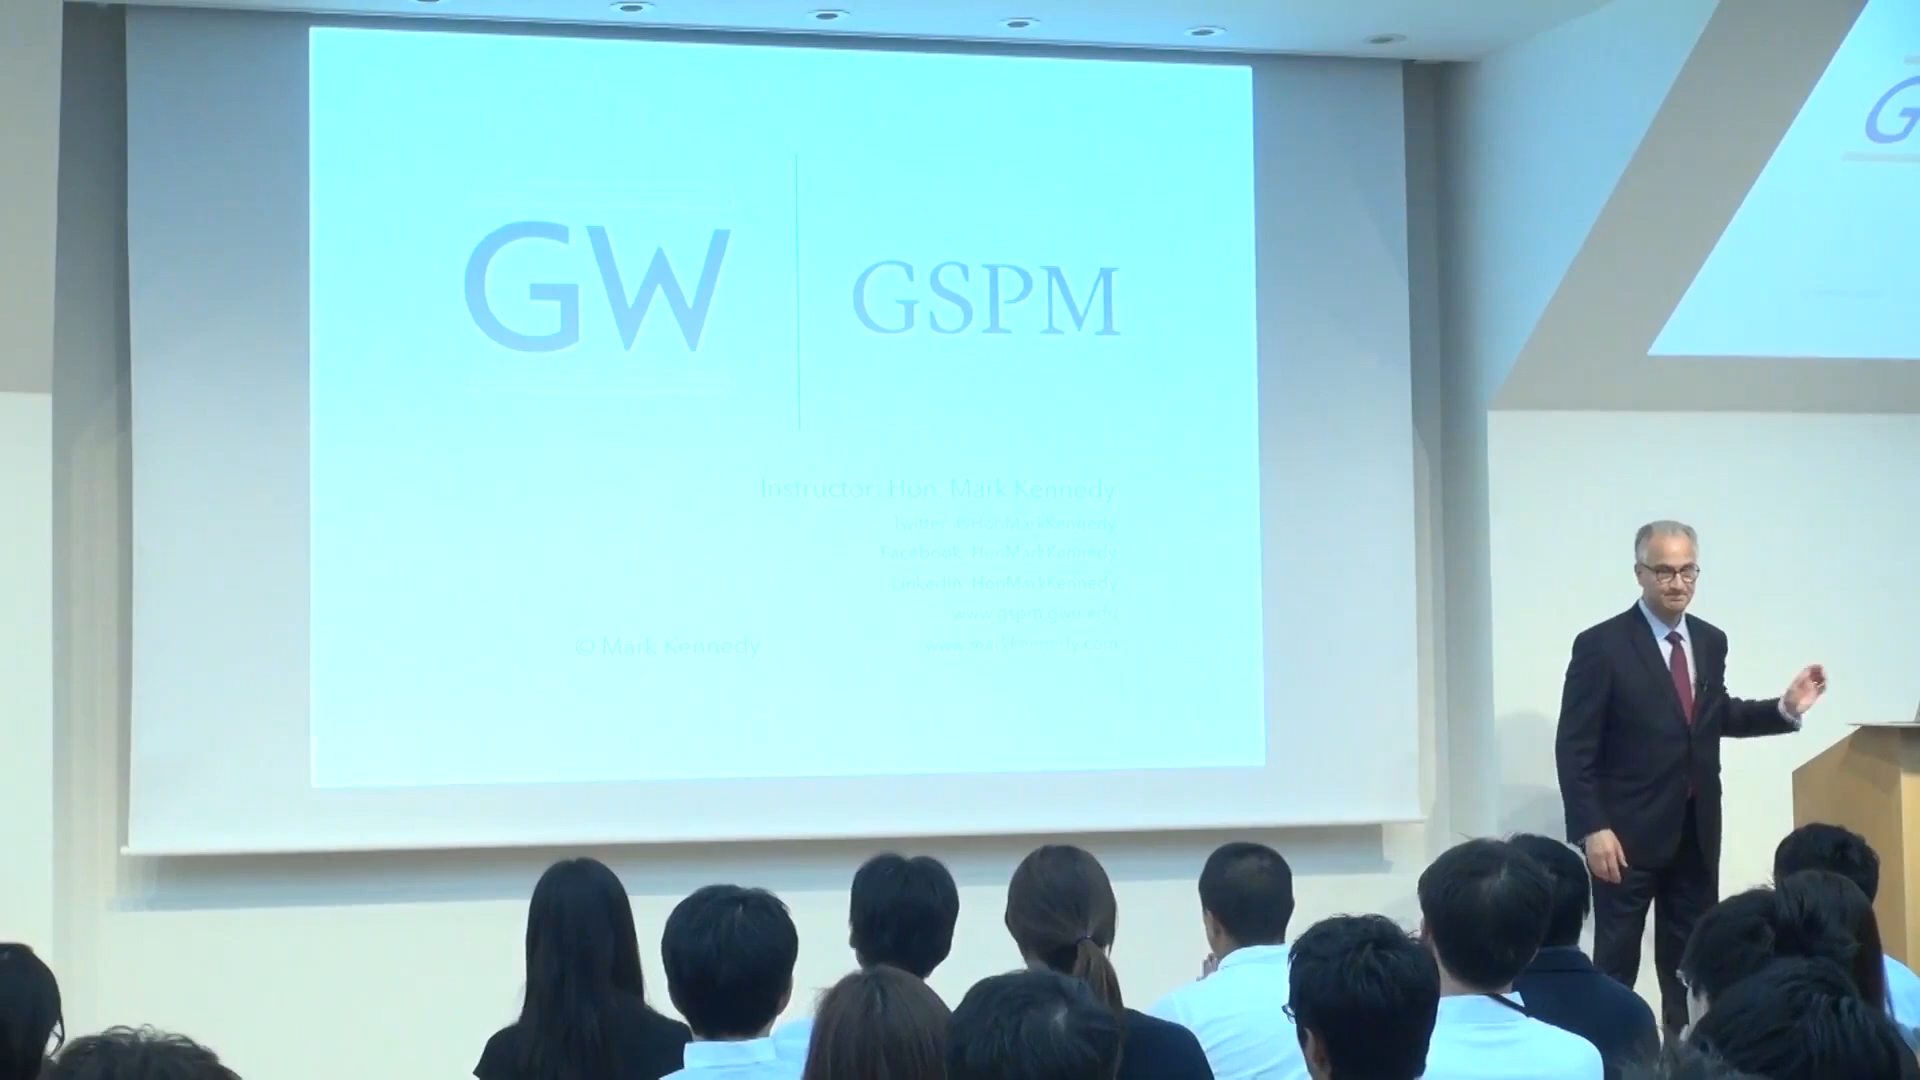 GW
GSPM
Instructor: Hon. Mark Kennedy
Twitter: @HonMarkKennedy
Facebook: HonMarkKennedy
LinkedIn: HonMarkKennedy
www.gspm.gwu.edu
www.markkennedy.com
© Mark Kennedy
G